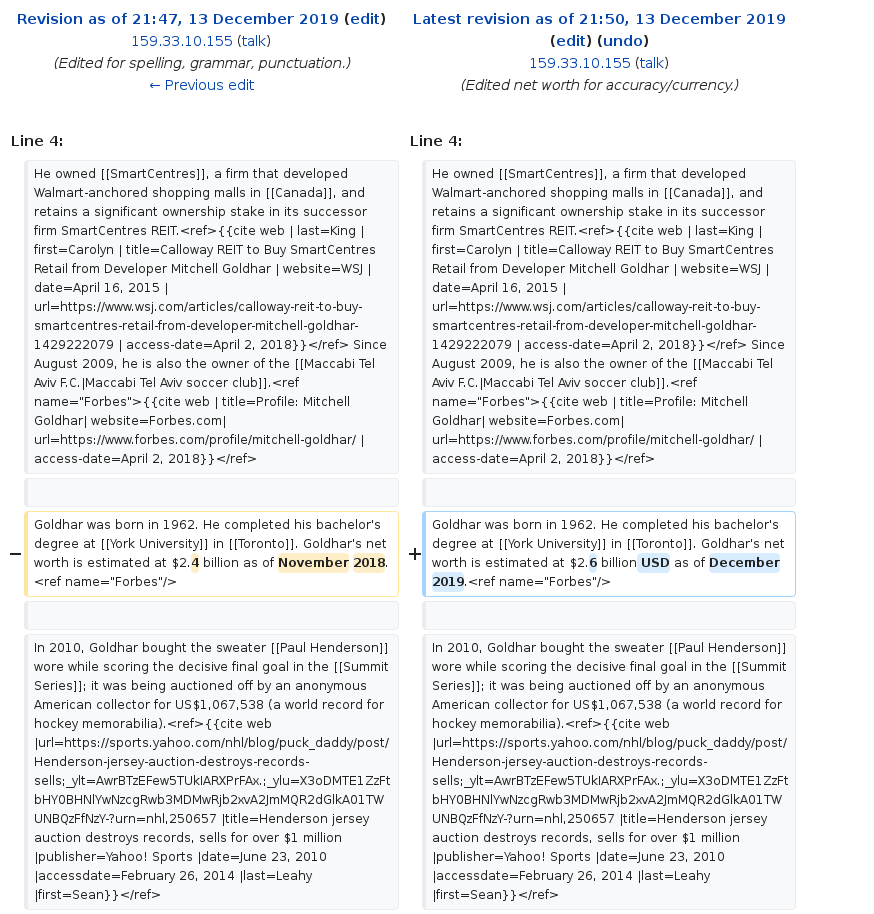 Revision as of 21:47, 13 December 2019 (edit)
159.33.10.155 (talk)
(Edited for spelling, grammar, punctuation.)
← Previous edit
Line 4:
He owned [[SmartCentres]], a firm that developed
Walmart-anchored shopping malls in [[Canada]], and
retains a significant ownership stake in its successor
firm SmartCentres REIT.<ref>{{cite web | last=King |
first=Carolyn | title=Calloway REIT to Buy SmartCentres
Retail from Developer Mitchell Goldhar | website=WSJ |
date=April 16, 2015 |
url=https://www.wsj.com/articles/calloway-reit-to-buy-
smartcentres-retail-from-developer-mitchell-goldhar-
1429222079 | access-date=April 2, 2018}}</ref> Since
August 2009, he is also the owner of the [[Maccabi Tel
Aviv F.C.|Maccabi Tel Aviv soccer club]].<ref
name="Forbes">{{cite web | title=Profile: Mitchell
Goldhar| website=Forbes.com|
url=https://www.forbes.com/profile/mitchell-goldhar/ |
access-date=April 2, 2018}}</ref>
− Goldhar was born in 1962. He completed his bachelor's
degree at [[York University]] in [[Toronto]]. Goldhar's net
worth is estimated at $2.4 billion as of November 2018.
<ref name="Forbes"/>
In 2010, Goldhar bought the sweater [[Paul Henderson]]
wore while scoring the decisive final goal in the [[Summit
Series]]; it was being auctioned off by an anonymous
American collector for US$1,067,538 (a world record for
hockey memorabilia).<ref>{{cite web
|url=https://sports.yahoo.com/nhl/blog/puck_daddy/post/
Henderson-jersey-auction-destroys-records-
sells;_ylt=AwrBTzEFew5TUkIARXPrFAx.;_ylu=X3oDMTE1ZzFt
bHY0BHNlYwNzcgRwb3MDMwRjb2xvA2JmMQR2dGlkA01TW
UNBQzFfNzY-?urn=nhl,250657 |title=Henderson jersey
auction destroys records, sells for over $1 million
|publisher=Yahoo! Sports |date=June 23, 2010
|accessdate=February 26, 2014 |last=Leahy
|first=Sean}}</ref>
Latest revision as of 21:50, 13 December 2019
(edit) (undo)
159.33.10.155 (talk)
(Edited net worth for accuracy/currency.)
Line 4:
He owned [[SmartCentres]], a firm that developed
Walmart-anchored shopping malls in [[Canada]], and
retains a significant ownership stake in its successor
firm SmartCentres REIT.<ref>{{cite web | last=King |
first=Carolyn | title=Calloway REIT to Buy SmartCentres
Retail from Developer Mitchell Goldhar | website=WSJ |
date=April 16, 2015 |
url=https://www.wsj.com/articles/calloway-reit-to-buy-
smartcentres-retail-from-developer-mitchell-goldhar-
1429222079 | access-date=April 2, 2018}}</ref> Since
August 2009, he is also the owner of the [[Maccabi Tel
Aviv F.C.|Maccabi Tel Aviv soccer club]].<ref
name="Forbes">{{cite web | title=Profile: Mitchell
Goldhar| website=Forbes.com|
url=https://www.forbes.com/profile/mitchell-goldhar/ |
access-date=April 2, 2018}}</ref>
+ Goldhar was born in 1962. He completed his bachelor's
degree at [[York University]] in [[Toronto]]. Goldhar's net
worth is estimated at $2.6 billion USD as of December
2019.<ref name="Forbes"/>
In 2010, Goldhar bought the sweater [[Paul Henderson]]
wore while scoring the decisive final goal in the [[Summit
Series]]; it was being auctioned off by an anonymous
American collector for US$1,067,538 (a world record for
hockey memorabilia).<ref>{{cite web
|url=https://sports.yahoo.com/nhl/blog/puck_daddy/post/
Henderson-jersey-auction-destroys-records-
sells;_ylt=AwrBTzEFew5TUkIARXPrFAx.;_ylu=X3oDMTE1ZzFt
bHY0BHNlYwNzcgRwb3MDMwRjb2xvA2JmMQR2dGlkA01TW
UNBQzFfNzY-?urn=nhl,250657 |title=Henderson jersey
auction destroys records, sells for over $1 million
|publisher=Yahoo! Sports |date=June 23, 2010
|accessdate=February 26, 2014 |last=Leahy
|first=Sean}}</ref>